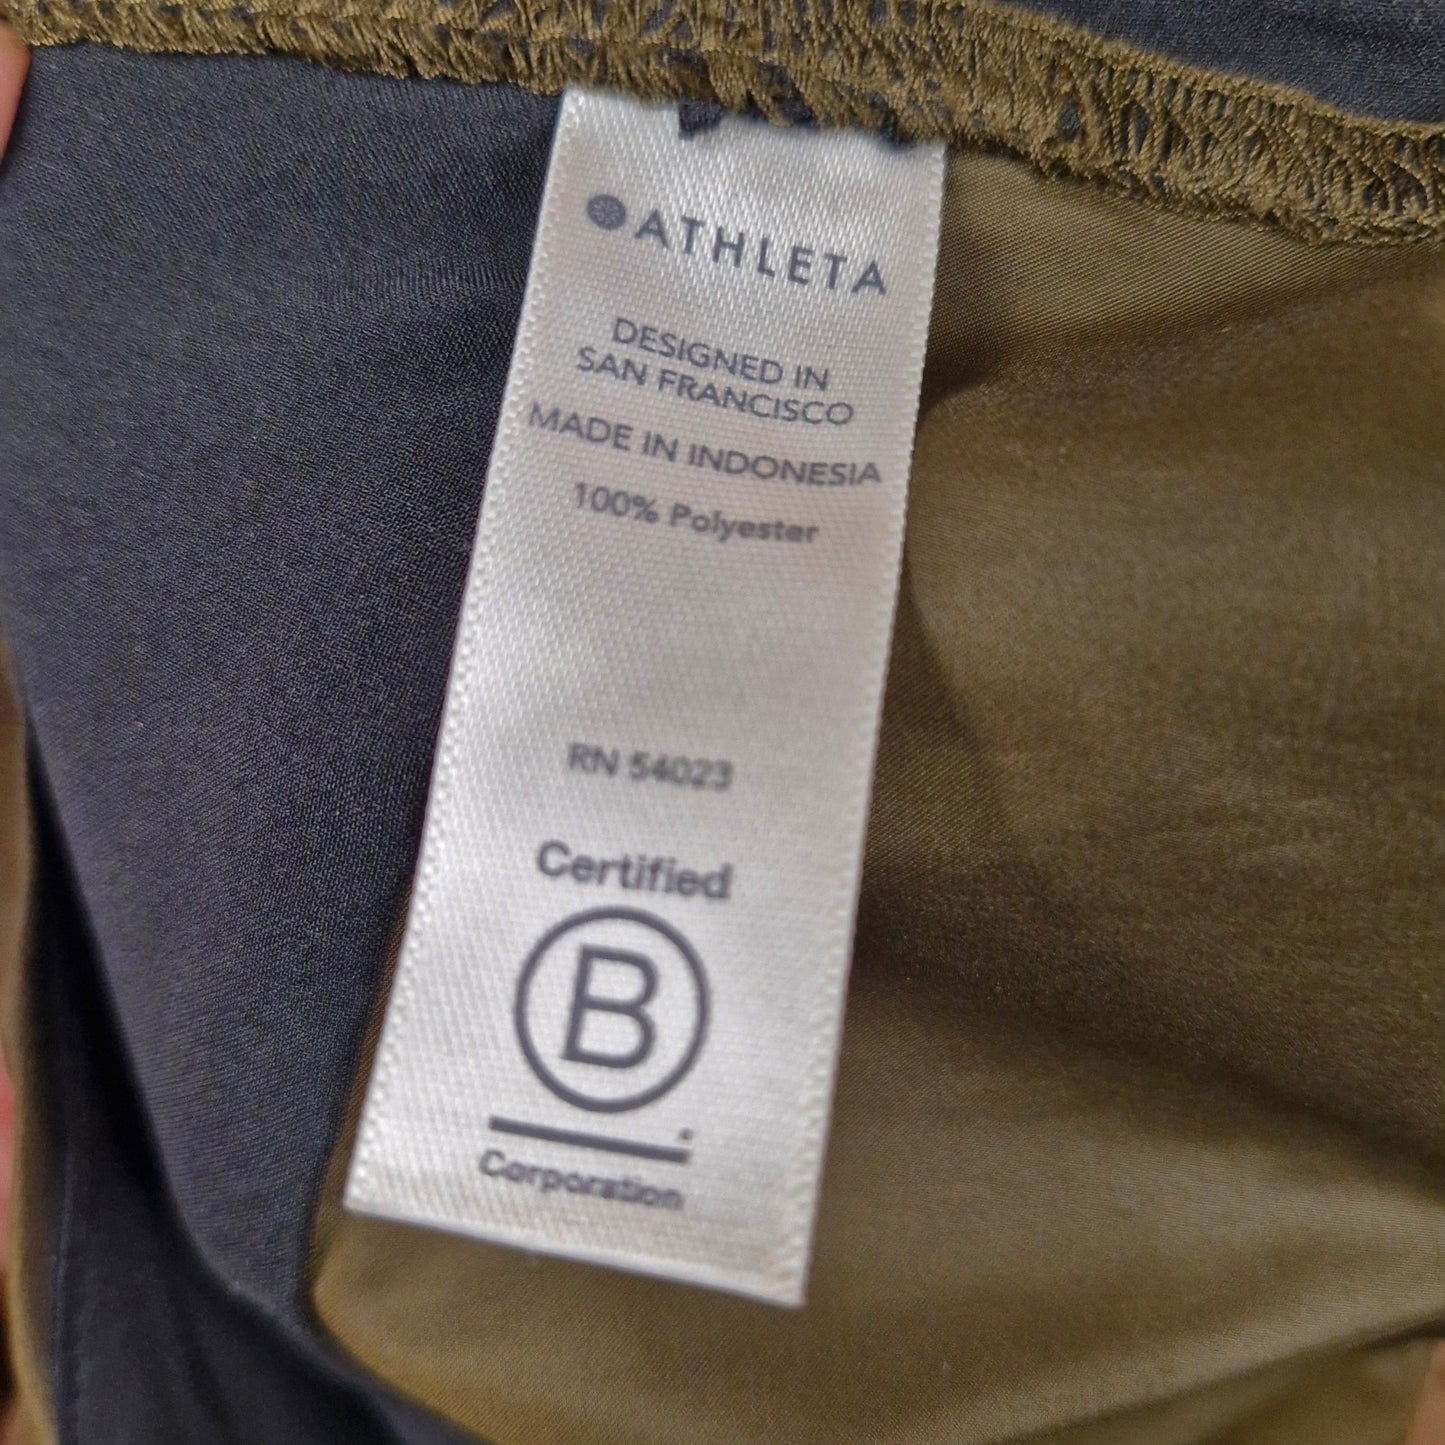 ATHLETA
DESIGNED IN
SAN FRANCISCO
MADE IN INDONESIA
100% Polyester
RN 54023
Certified
B
Corporation